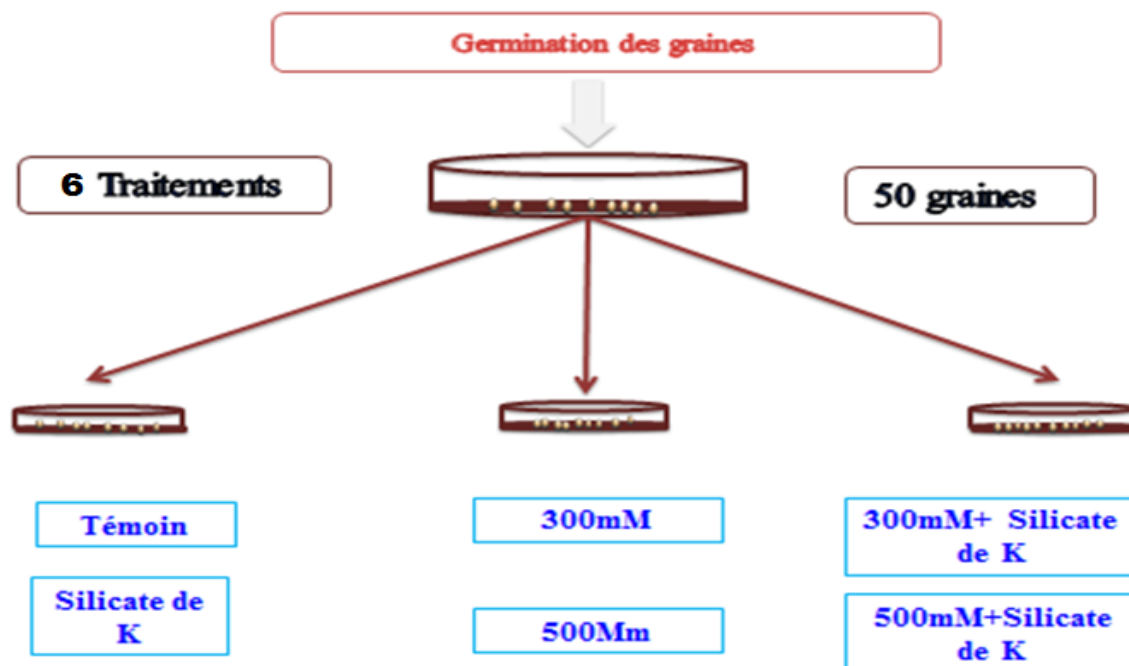 Germination des graines
6 Traitements
50 graines
Témoin
300mM
300mM+ Silicate
de K
Silicate de
K
500Mm
500mM+Silicate
de K